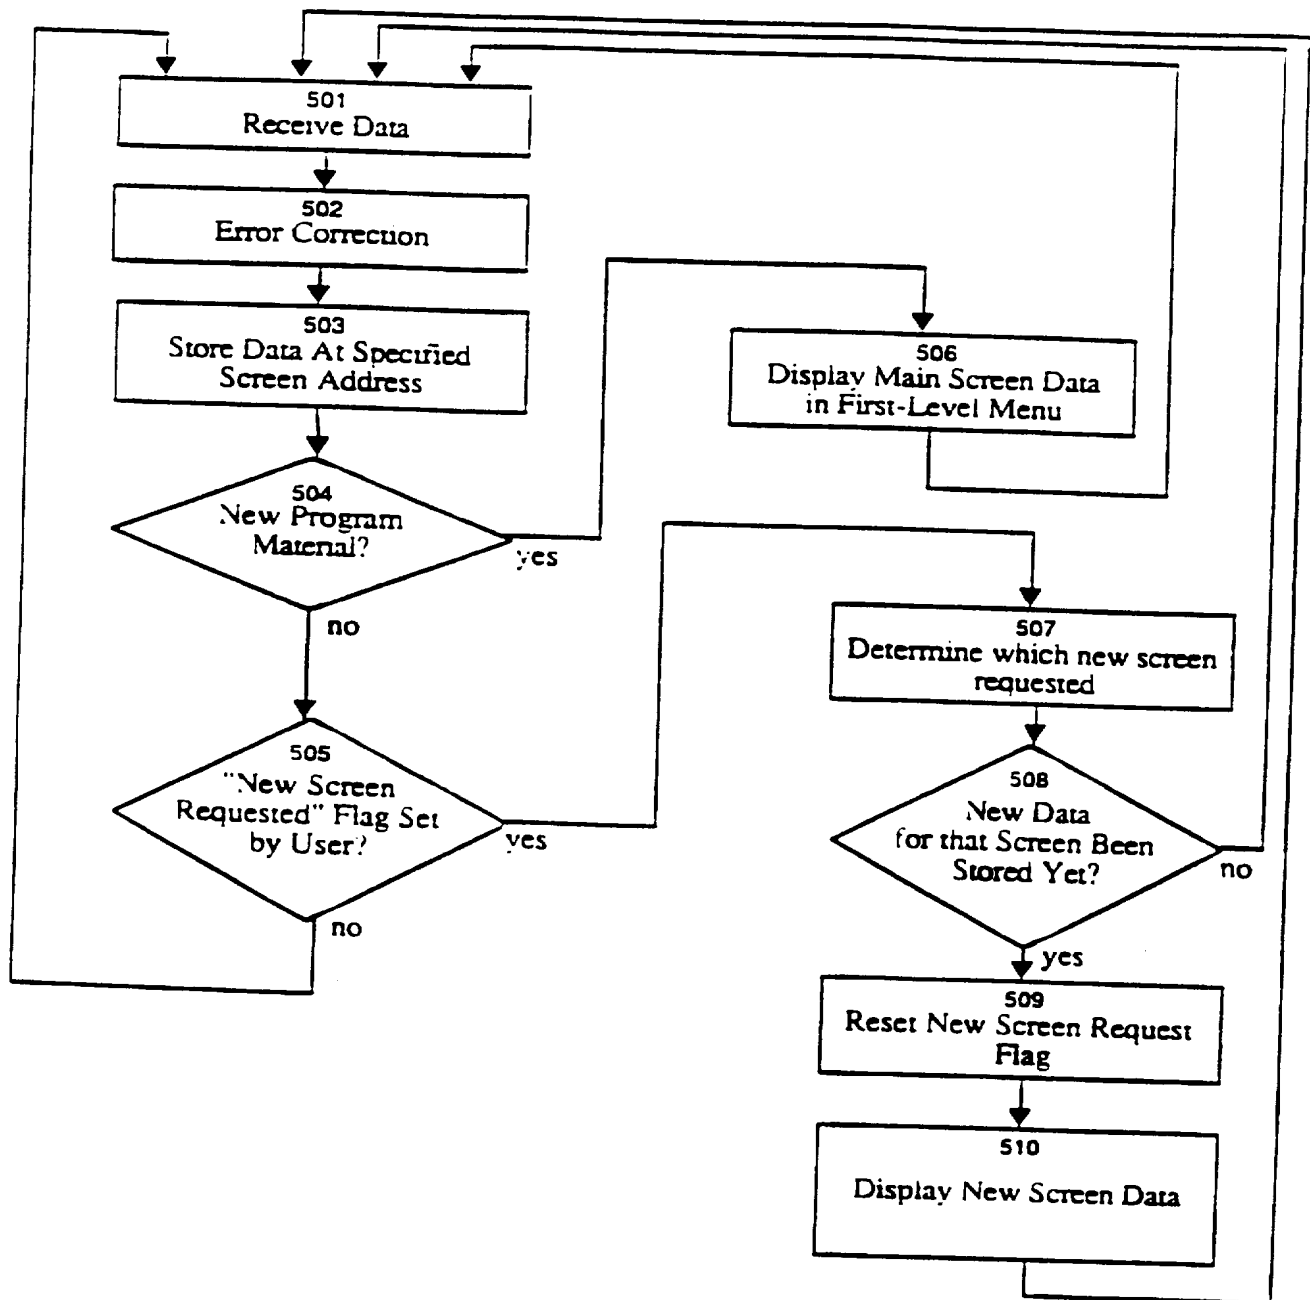 501
Receive Data
502
Error Correction
503
Store Data At Specified
Screen Address
504
New Program
Material?
yes
no
505
"New Screen
Requested" Flag Set
by User?
yes
no
506
Display Main Screen Data
in First-Level Menu
507
Determine which new screen
requested
508
New Data
for that Screen Been
Stored Yet?
no
yes
509
Reset New Screen Request
Flag
510
Display New Screen Data